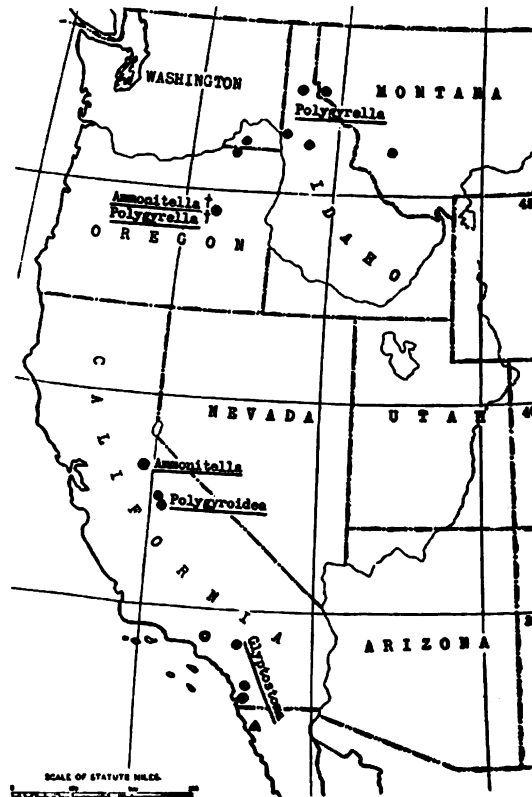 WASHINGTON
MONTANA
Polygyrella
IDAHO
Ammonitella †
Polygyrella †
OREGON
CALIFORNIA
NEVADA
UTAH
Ammonitella
Polygyroidea
Glyptostoma
ARIZONA
SCALE OF STATUTE MILES